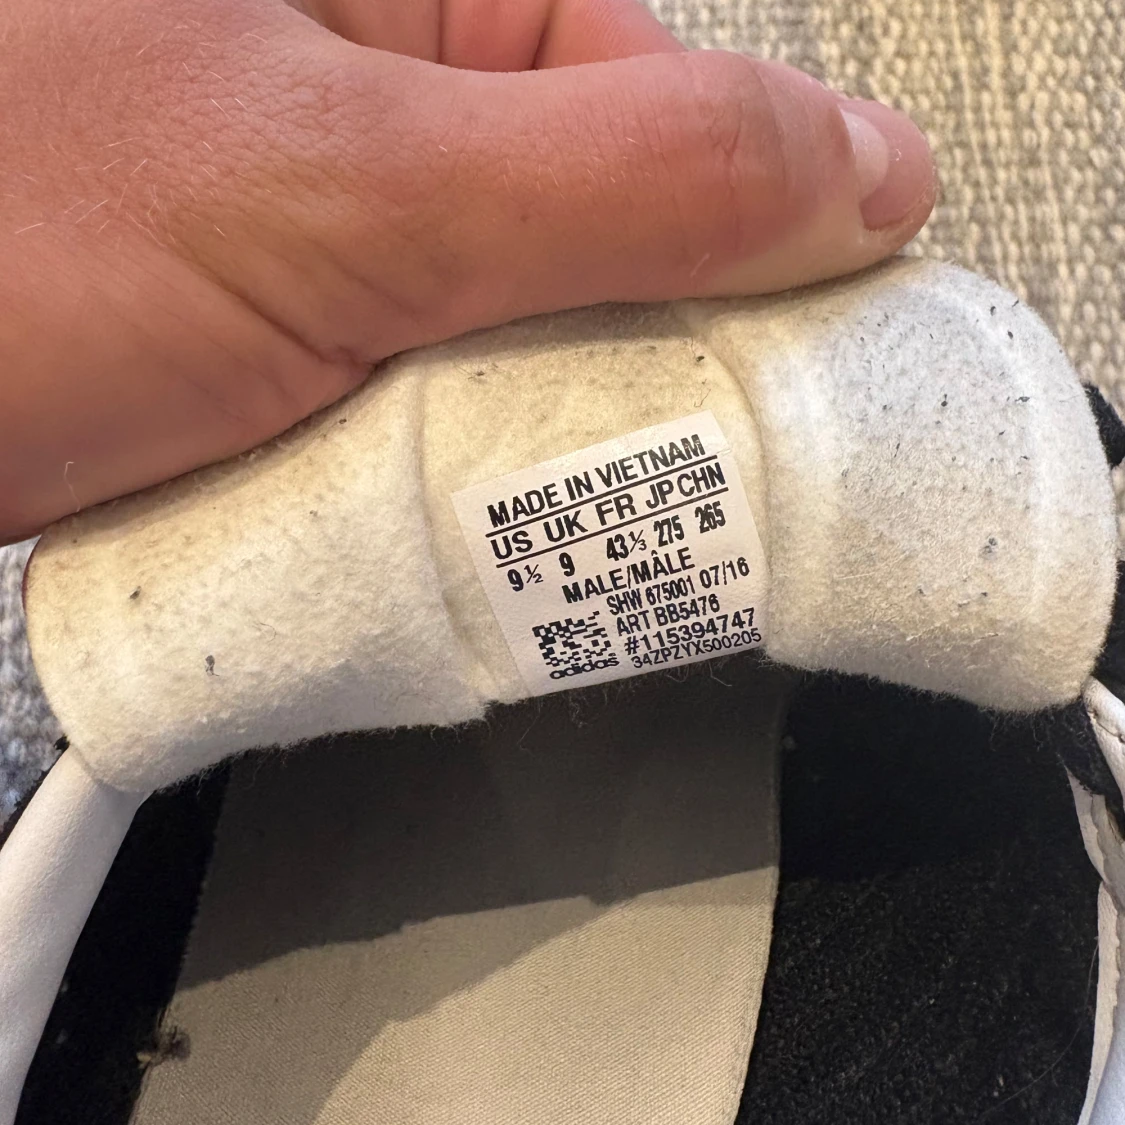 MADE IN VIETNAM
US UK FR JP CHN
9½ 9 43⅓ 275 265
MALE/MÂLE
SHW 675001 07/16
ART BB5476
#115394747
adidas 34ZPZYX500205